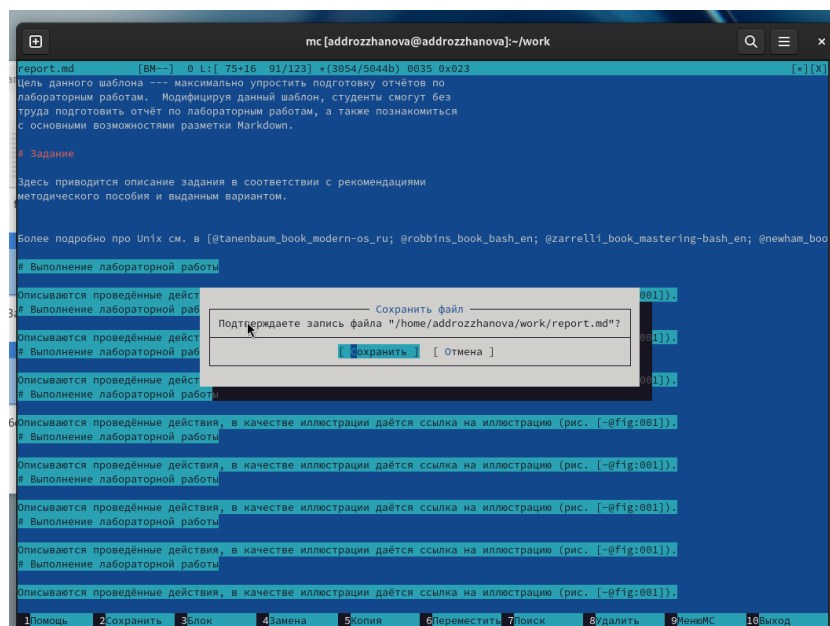 mc [addrozzhanova@addrozzhanova]:~/work
report.md [BM--] 0 L:[ 75+16 91/123] *(3054/5044b) 0035 0x023 [*][X]
Цель данного шаблона --- максимально упростить подготовку отчётов по
лабораторным работам. Модифицируя данный шаблон, студенты смогут без
труда подготовить отчёт по лабораторным работам, а также познакомиться
с основными возможностями разметки Markdown.
# Задание
Здесь приводится описание задания в соответствии с рекомендациями
методического пособия и выданным вариантом.
Более подробно про Unix см. в [@tanenbaum_book_modern-os_ru; @robbins_book_bash_en; @zarrelli_book_mastering-bash_en; @newham_boo
# Выполнение лабораторной работы
Описываются проведённые дейст 001]).
# Выполнение лабораторной раб
Сохранить файл
Подтверждаете запись файла "/home/addrozzhanova/work/report.md"?
Описываются проведённые дейст 001]).
# Выполнение лабораторной раб
[ Сохранить ] [ Отмена ]
Описываются проведённые дейст 001]).
# Выполнение лабораторной работы
Описываются проведённые действия, в качестве иллюстрации даётся ссылка на иллюстрацию (рис. [-@fig:001]).
# Выполнение лабораторной работы
Описываются проведённые действия, в качестве иллюстрации даётся ссылка на иллюстрацию (рис. [-@fig:001]).
# Выполнение лабораторной работы
Описываются проведённые действия, в качестве иллюстрации даётся ссылка на иллюстрацию (рис. [-@fig:001]).
# Выполнение лабораторной работы
Описываются проведённые действия, в качестве иллюстрации даётся ссылка на иллюстрацию (рис. [-@fig:001]).
# Выполнение лабораторной работы
Описываются проведённые действия, в качестве иллюстрации даётся ссылка на иллюстрацию (рис. [-@fig:001]).
1Помощь 2Сохранить 3Блок 4Замена 5Копия 6Переместить 7Поиск 8Удалить 9МенюMC 10Выход